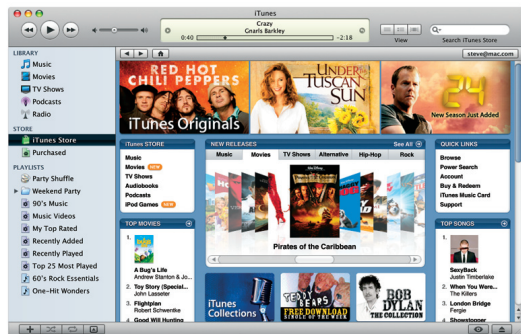 iTunes
Crazy
Gnarls Barkley
0:40
-2:18
View
Search iTunes Store
steve@mac.com
LIBRARY
Music
Movies
TV Shows
Podcasts
Radio
STORE
iTunes Store
Purchased
PLAYLISTS
Party Shuffle
Weekend Party
90's Music
Music Videos
My Top Rated
Recently Added
Recently Played
Top 25 Most Played
60's Rock Essentials
One-Hit Wonders
RED HOT
CHILI PEPPERS
iTunes Originals
UNDER
THE
TUSCAN
SUN
24
New Season Just Added
iTunes STORE
Music
Movies NEW
TV Shows
Audiobooks
Podcasts
iPod Games NEW
NEW RELEASES
See All
Music Movies TV Shows Alternative Hip-Hop Rock
Pirates of the Caribbean
QUICK LINKS
Browse
Power Search
Account
Buy & Redeem
iTunes Music Card
Support
TOP MOVIES
1.
A Bug's Life
Andrew Stanton & Jo...
2. Toy Story (Special...
John Lasseter
3. Flightplan
Robert Schwentke
4. Good Will Hunting
iTunes
Collections
TEDDY
BEARS
FREE DOWNLOAD
SINGLE OF THE WEEK
BOB
DYLAN
THE COLLECTION
TOP SONGS
1.
SexyBack
Justin Timberlake
2. When You Were...
The Killers
3. London Bridge
Fergie
4. Showstopper